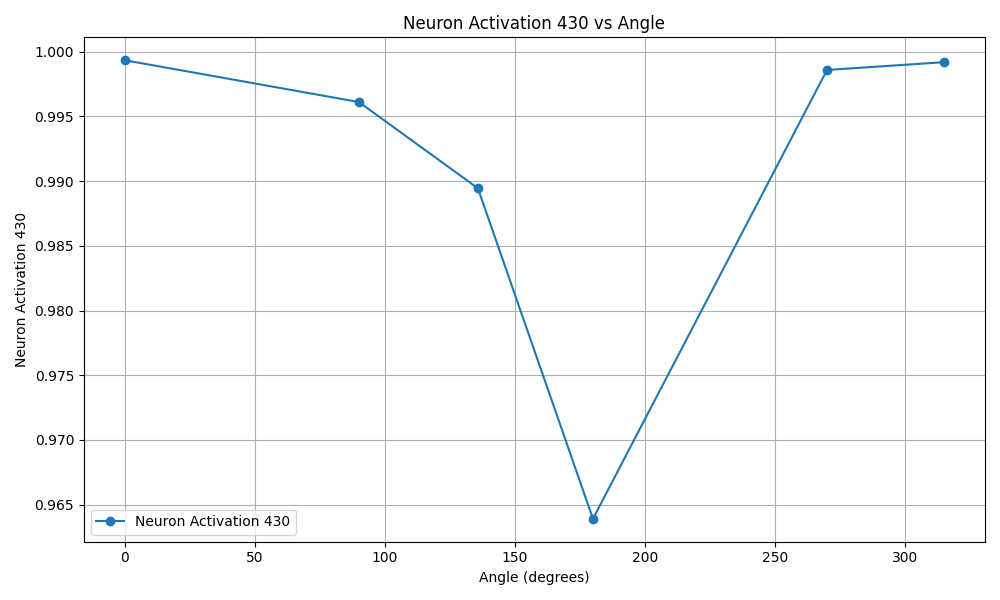 Neuron Activation 430 vs Angle
Neuron Activation 430
1.000
0.995
0.990
0.985
0.980
0.975
0.970
0.965
Neuron Activation 430
0 50 100 150 200 250 300
Angle (degrees)